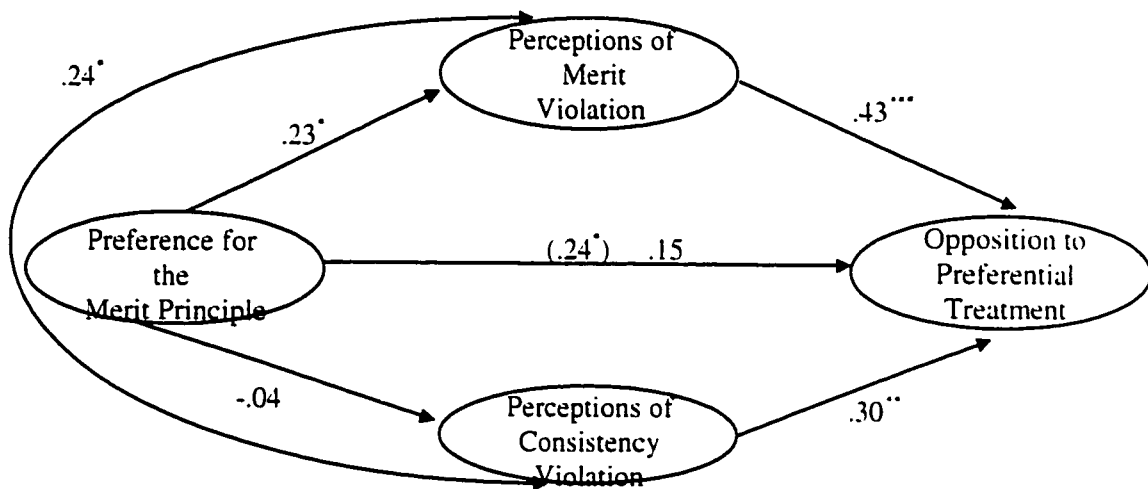 Perceptions of
Merit
Violation
.24*
.23*
.43***
Preference for
the
Merit Principle
(.24*) .15
Opposition to
Preferential
Treatment
-.04
Perceptions of
Consistency
Violation
.30**